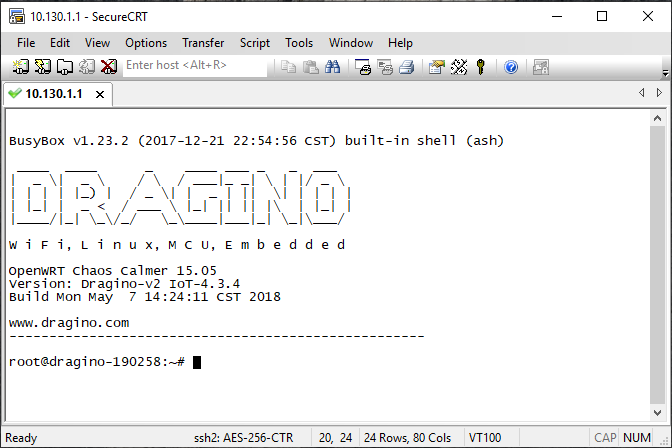 10.130.1.1 - SecureCRT
File Edit View Options Transfer Script Tools Window Help
Enter host <Alt+R>
10.130.1.1
BusyBox v1.23.2 (2017-12-21 22:54:56 CST) built-in shell (ash)
DRAGINO
W i F i, L i n u x, M C U, E m b e d d e d
OpenWRT Chaos Calmer 15.05
Version: Dragino-v2 IoT-4.3.4
Build Mon May  7 14:24:11 CST 2018
www.dragino.com
----------------------------------------------------
root@dragino-190258:~#
Ready ssh2: AES-256-CTR 20, 24 24 Rows, 80 Cols VT100 CAP NUM